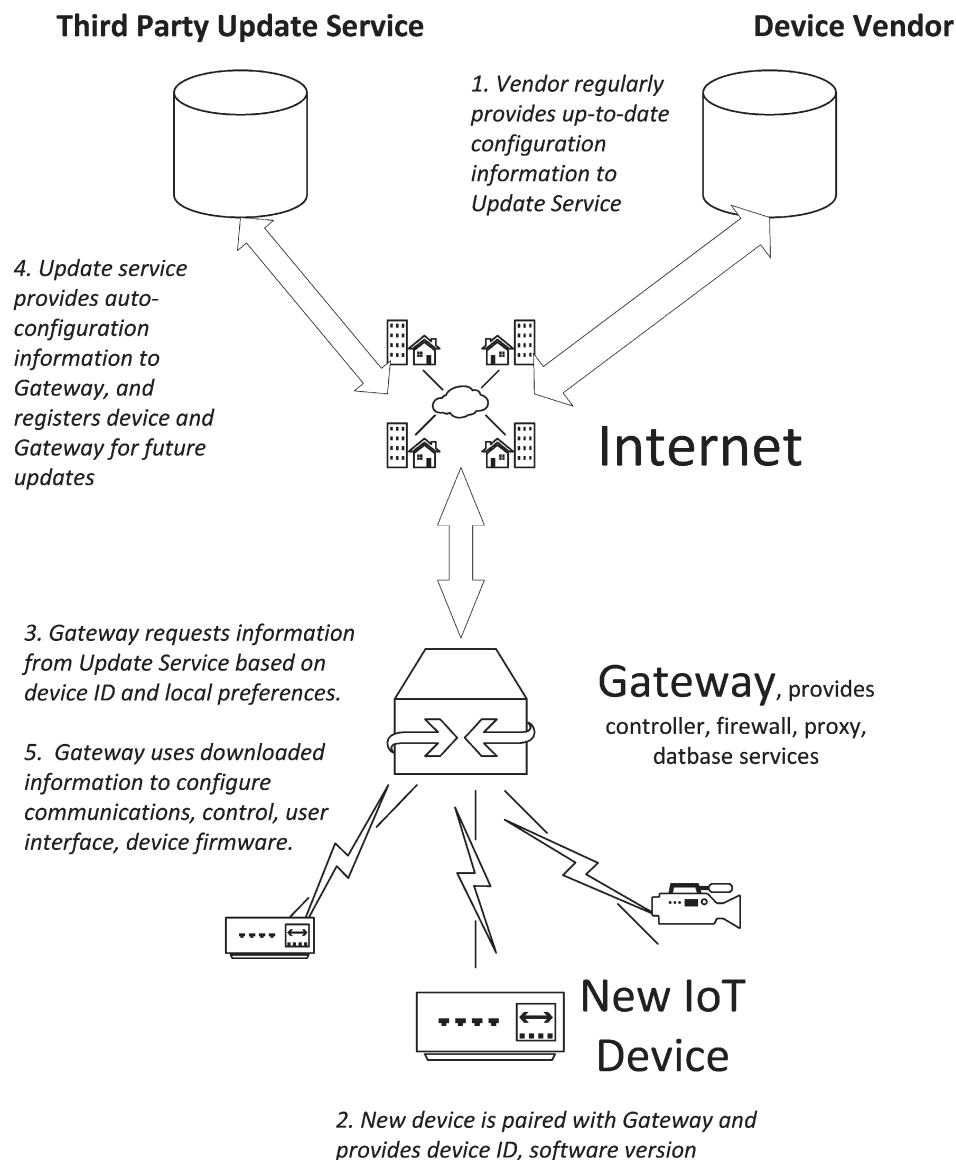 Third Party Update Service
Device Vendor
1. Vendor regularly
provides up-to-date
configuration
information to
Update Service
4. Update service
provides auto-
configuration
information to
Gateway, and
registers device and
Gateway for future
updates
Internet
3. Gateway requests information
from Update Service based on
device ID and local preferences.
Gateway, provides
controller, firewall, proxy,
datbase services
5. Gateway uses downloaded
information to configure
communications, control, user
interface, device firmware.
New IoT
Device
2. New device is paired with Gateway and
provides device ID, software version